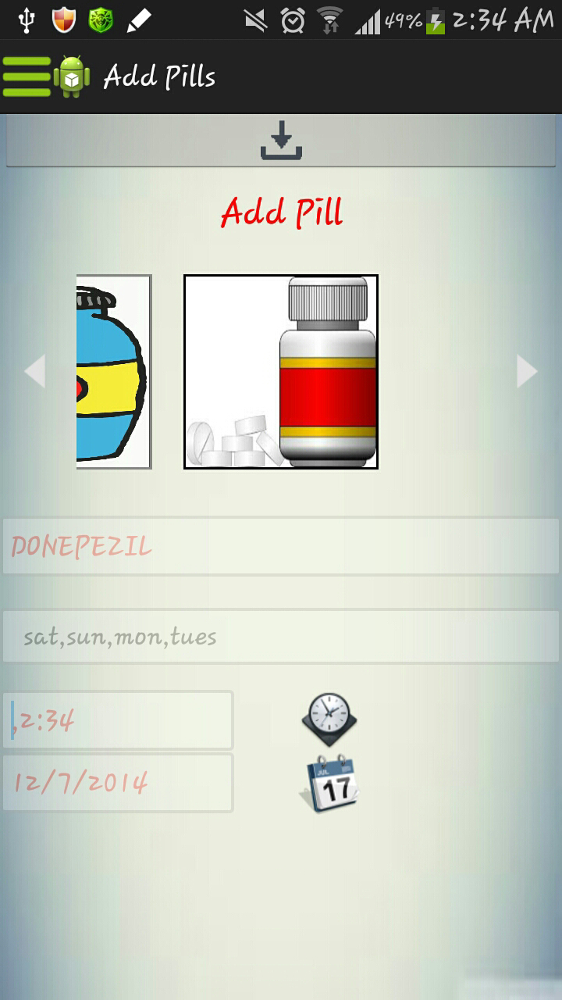 49% 2:34 AM
Add Pills
Add Pill
DONEPEZIL
sat,sun,mon,tues
,2:34
JUL
17
12/7/2014